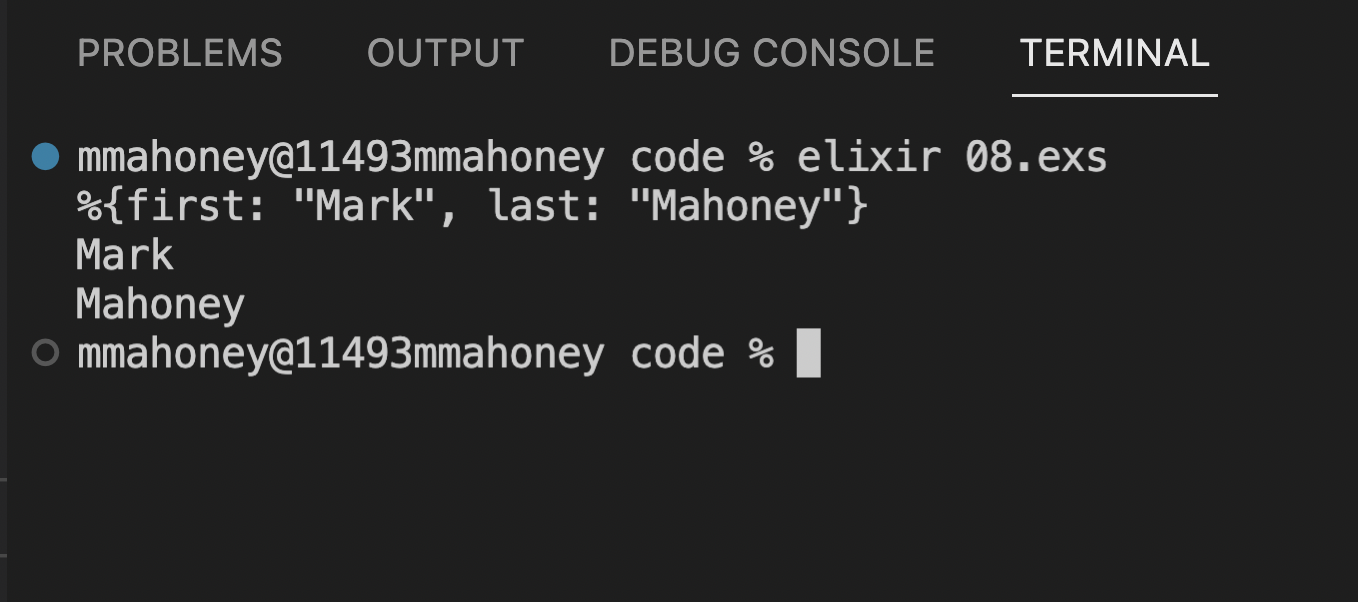 PROBLEMS OUTPUT DEBUG CONSOLE TERMINAL
mmahoney@11493mmahoney code % elixir 08.exs
%{first: "Mark", last: "Mahoney"}
Mark
Mahoney
mmahoney@11493mmahoney code %